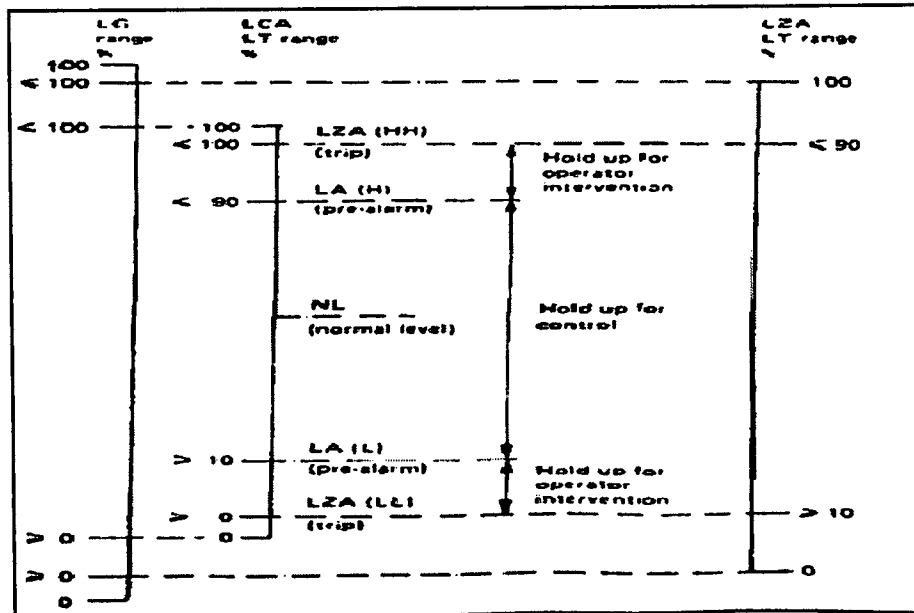 LG
range
%
LCA
LT range
%
LZA
LT range
%
100
< 100
100
< 100
100
LZA (HH)
< 100
(trip)
< 90
Hold up for
operator
intervention
LA (H)
< 90
(pre-alarm)
NL
(normal level)
Hold up for
control
LA (L)
> 10
(pre-alarm)
Hold up for
operator
intervention
LZA (LL)
> 0
(trip)
> 10
> 0
0
> 0
0
0